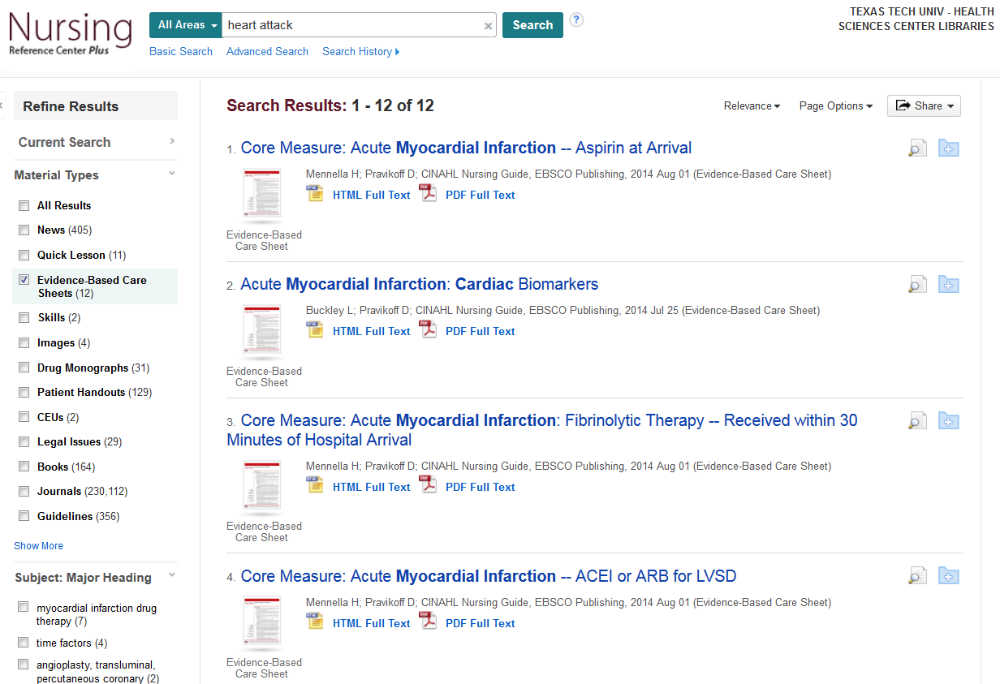 Nursing
Reference Center Plus
All Areas
heart attack
×
Search
?
Basic Search
Advanced Search
Search History
TEXAS TECH UNIV - HEALTH
SCIENCES CENTER LIBRARIES
Refine Results
Current Search
Material Types
All Results
News (405)
Quick Lesson (11)
Evidence-Based Care
Sheets (12)
Skills (2)
Images (4)
Drug Monographs (31)
Patient Handouts (129)
CEUs (2)
Legal Issues (29)
Books (164)
Journals (230,112)
Guidelines (356)
Show More
Subject: Major Heading
myocardial infarction drug
therapy (7)
time factors (4)
angioplasty, transluminal,
percutaneous coronary (2)
Search Results: 1 - 12 of 12
Relevance
Page Options
Share
1. Core Measure: Acute Myocardial Infarction -- Aspirin at Arrival
Mennella H; Pravikoff D; CINAHL Nursing Guide, EBSCO Publishing, 2014 Aug 01 (Evidence-Based Care Sheet)
HTML Full Text PDF PDF Full Text
Evidence-Based
Care Sheet
2. Acute Myocardial Infarction: Cardiac Biomarkers
Buckley L; Pravikoff D; CINAHL Nursing Guide, EBSCO Publishing, 2014 Jul 25 (Evidence-Based Care Sheet)
HTML Full Text PDF PDF Full Text
Evidence-Based
Care Sheet
3. Core Measure: Acute Myocardial Infarction: Fibrinolytic Therapy -- Received within 30
Minutes of Hospital Arrival
Mennella H; Pravikoff D; CINAHL Nursing Guide, EBSCO Publishing, 2014 Aug 01 (Evidence-Based Care Sheet)
HTML Full Text PDF PDF Full Text
Evidence-Based
Care Sheet
4. Core Measure: Acute Myocardial Infarction -- ACEI or ARB for LVSD
Mennella H; Pravikoff D; CINAHL Nursing Guide, EBSCO Publishing, 2014 Aug 01 (Evidence-Based Care Sheet)
HTML Full Text PDF PDF Full Text
Evidence-Based
Care Sheet